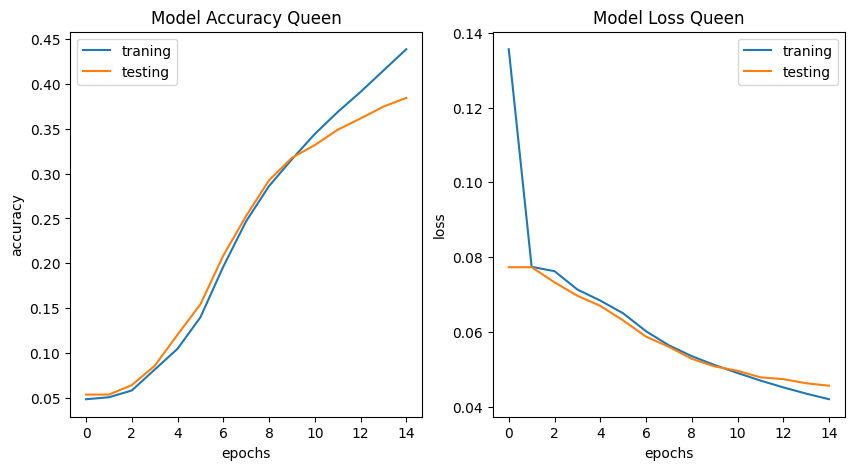 Model Accuracy Queen
0.45
0.40
0.35
0.30
0.25
0.20
0.15
0.10
0.05
accuracy
traning
testing
0 2 4 6 8 10 12 14
epochs
Model Loss Queen
0.14
0.12
0.10
0.08
0.06
0.04
loss
traning
testing
0 2 4 6 8 10 12 14
epochs